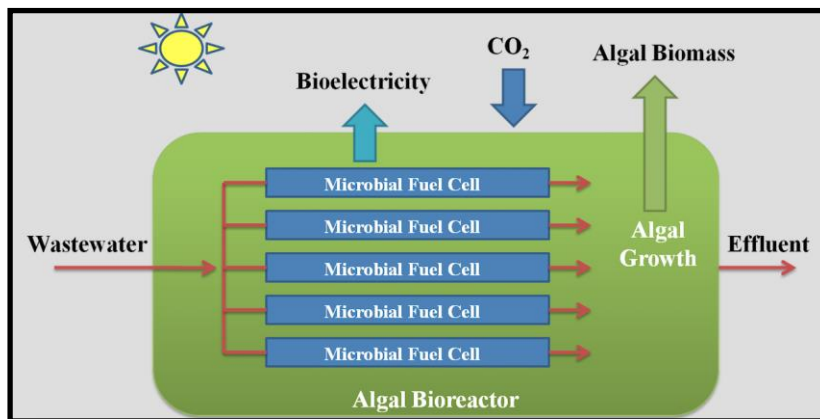 CO₂
Algal Biomass
Bioelectricity
Microbial Fuel Cell
Microbial Fuel Cell
Wastewater
Algal
Growth
Effluent
Microbial Fuel Cell
Microbial Fuel Cell
Microbial Fuel Cell
Algal Bioreactor